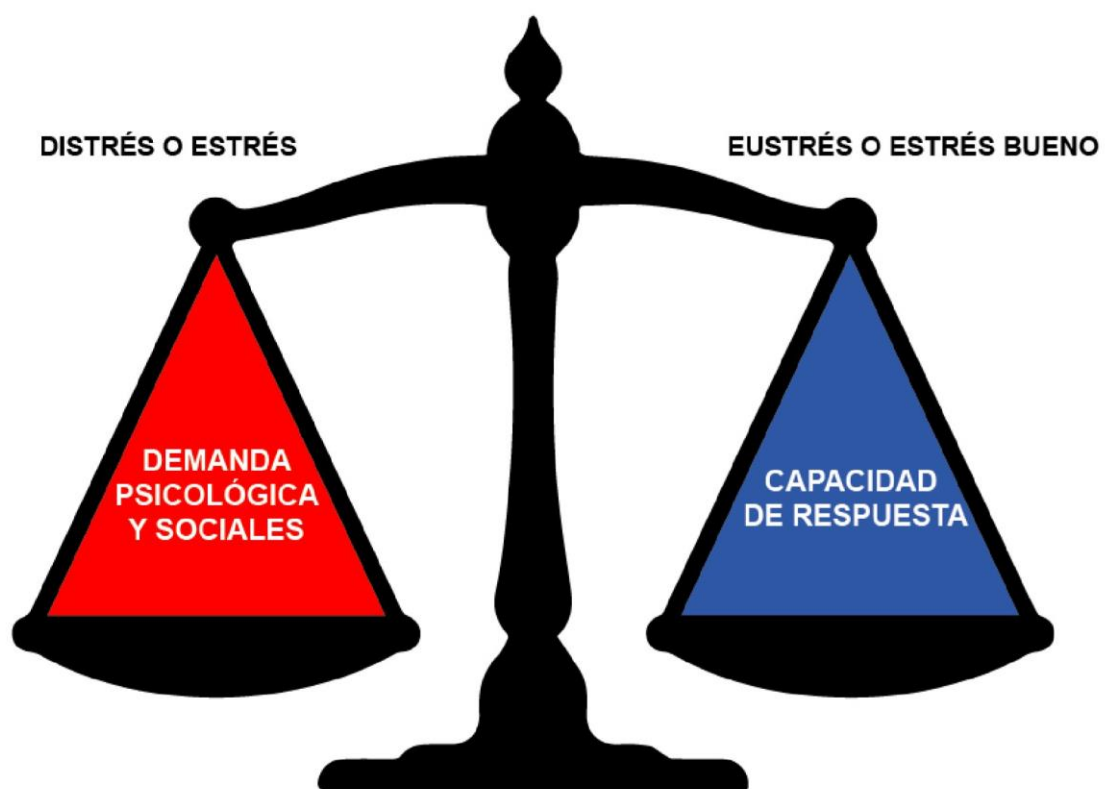 DISTRÉS O ESTRÉS
EUSTRÉS O ESTRÉS BUENO
DEMANDA
PSICOLÓGICA
Y SOCIALES
CAPACIDAD
DE RESPUESTA